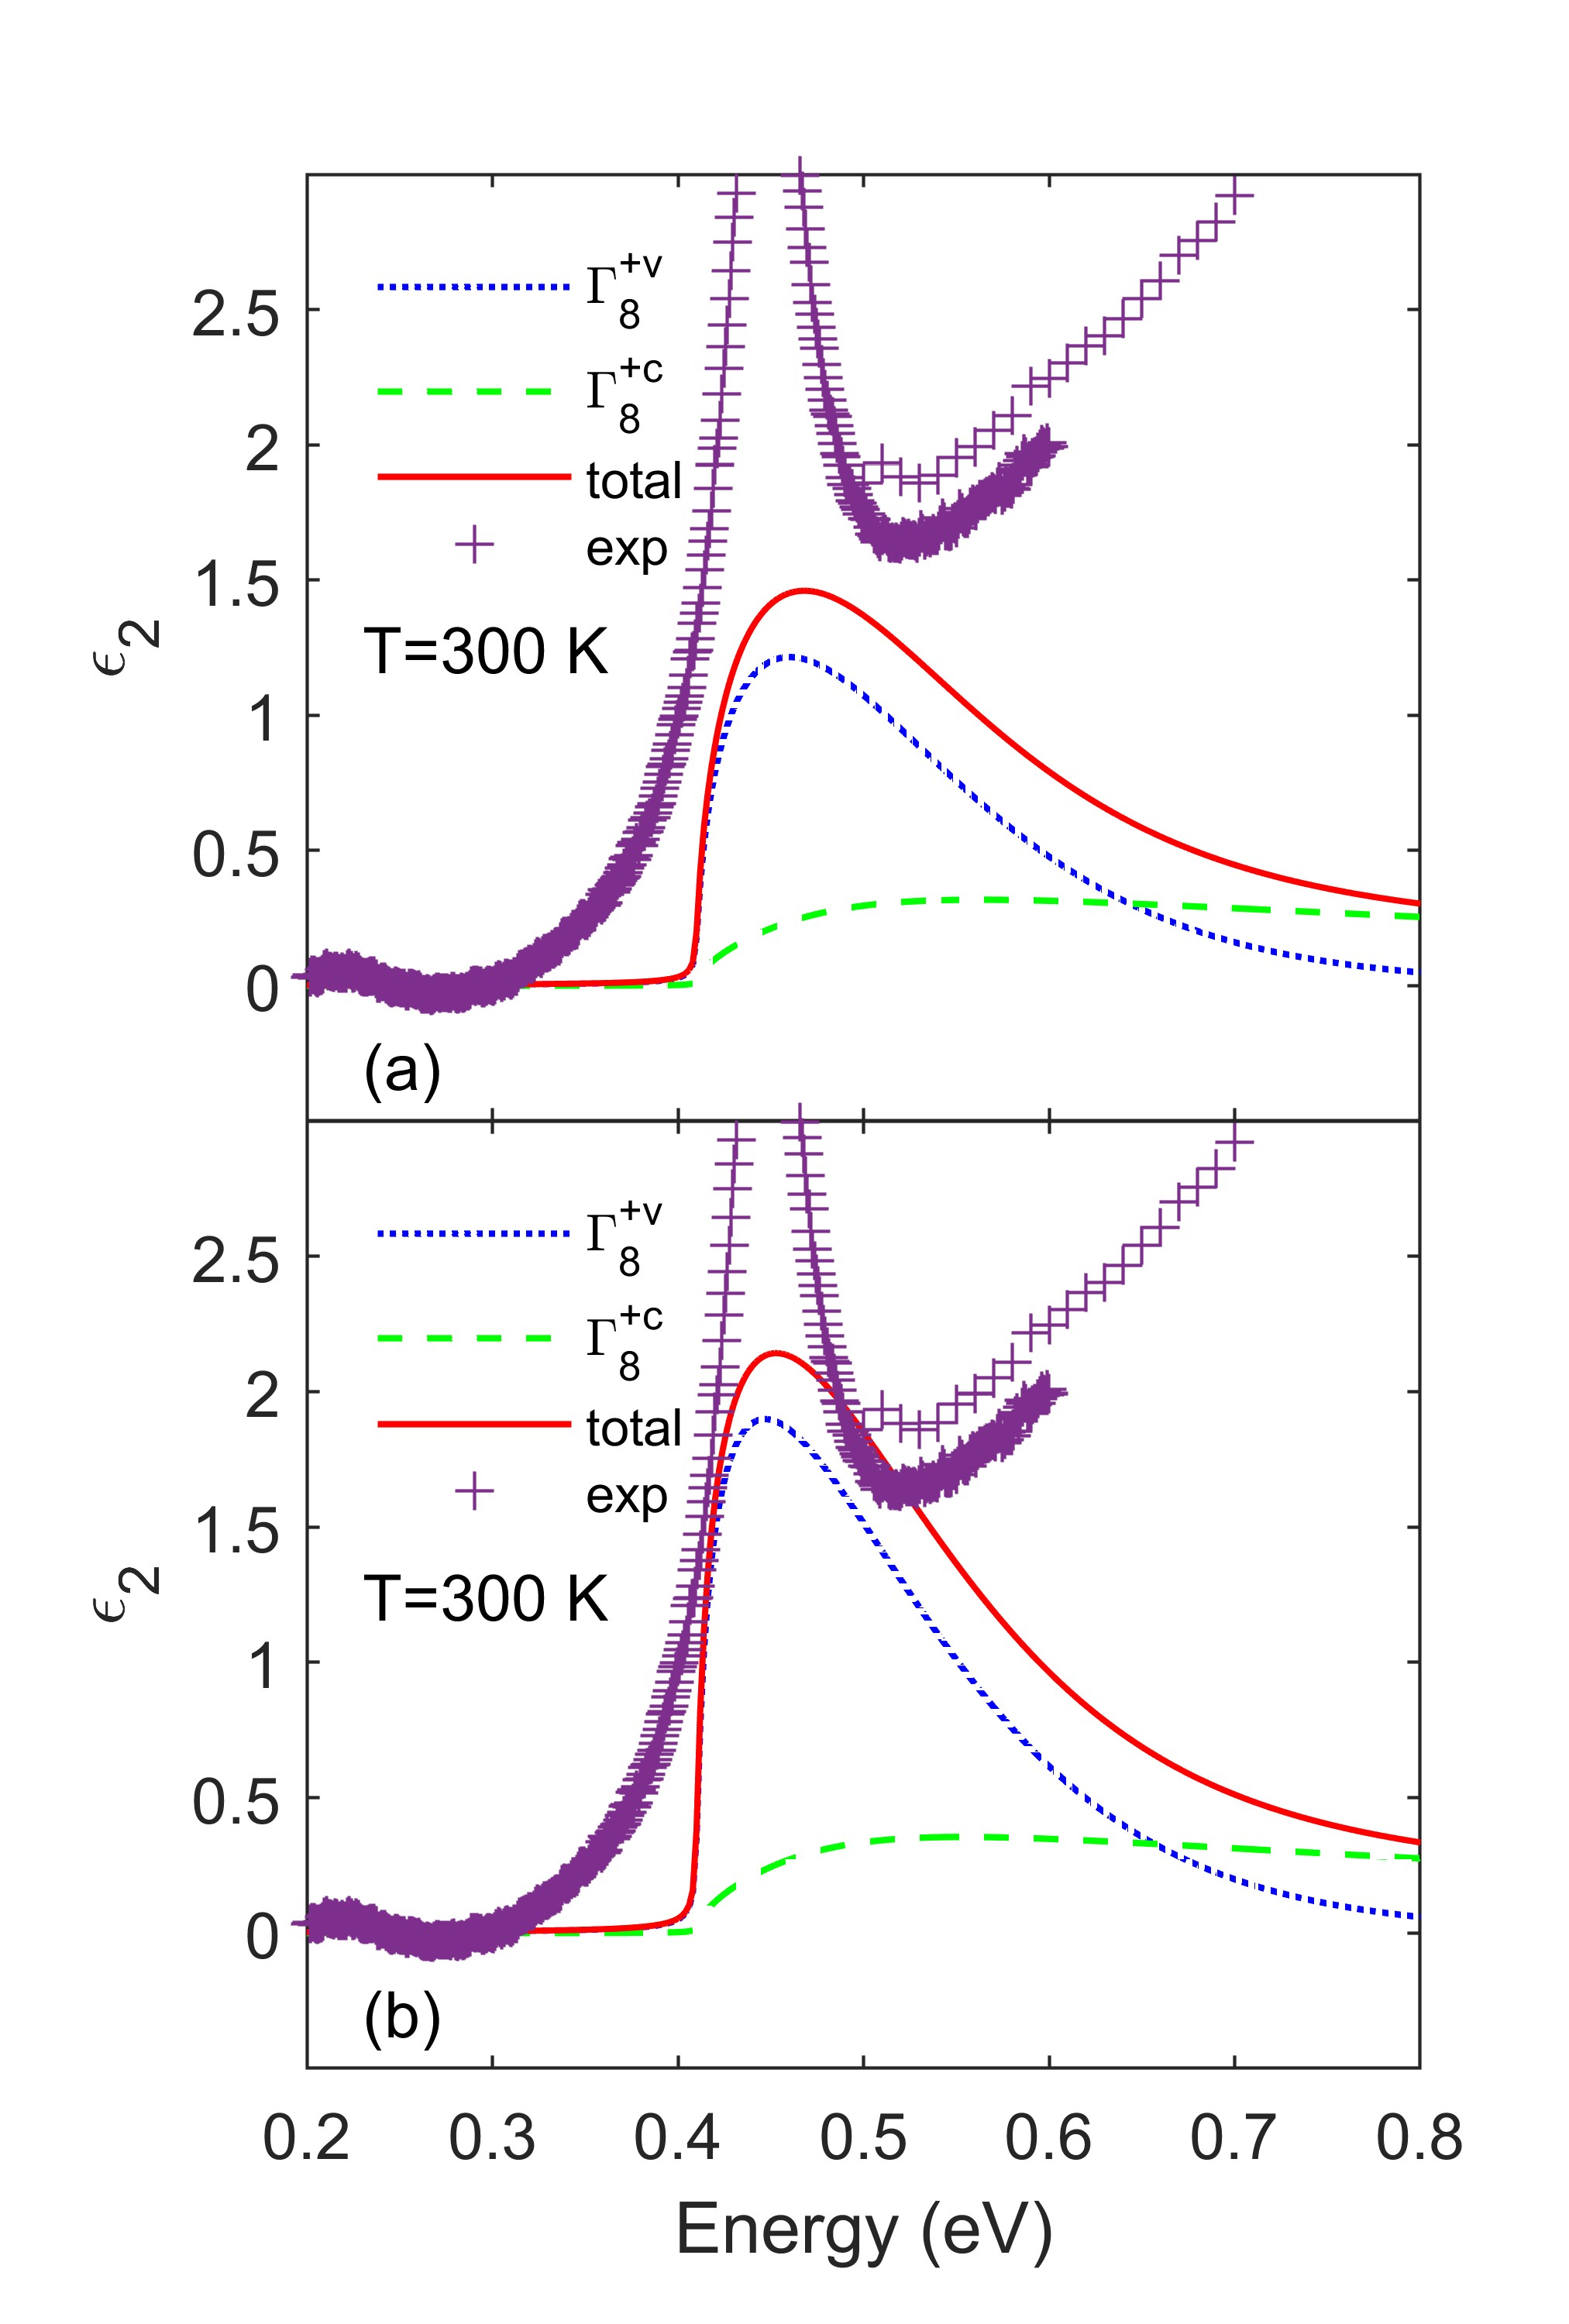 2.5
2
1.5
1
0.5
0
ϵ₂
Γ₈⁺ᵛ
Γ₈⁺ᶜ
total
exp
T=300 K
(a)
2.5
2
1.5
1
0.5
0
ϵ₂
Γ₈⁺ᵛ
Γ₈⁺ᶜ
total
exp
T=300 K
(b)
0.2 0.3 0.4 0.5 0.6 0.7 0.8
Energy (eV)